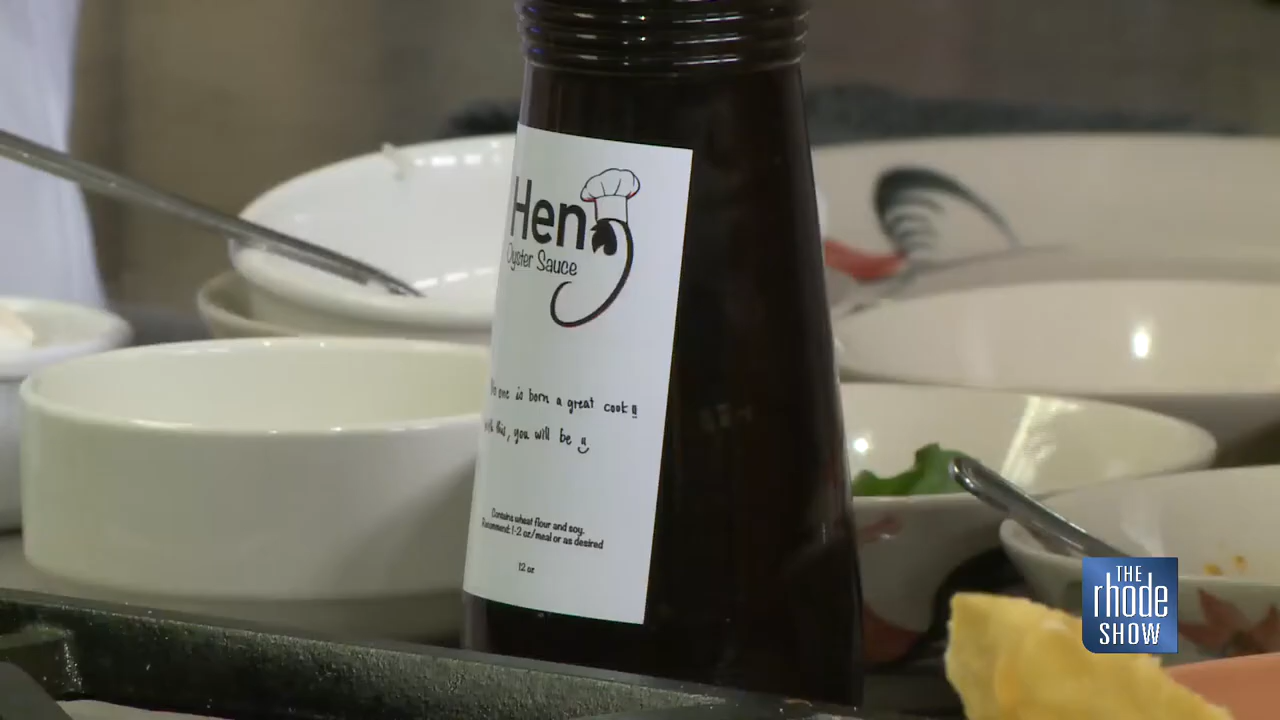 Heng
Oyster Sauce
No one is born a great cook!!
with this, you will be
Contains wheat flour and soy.
Recommend: 1-2 oz/meal or as desired
12 oz
THE
rhode
SHOW